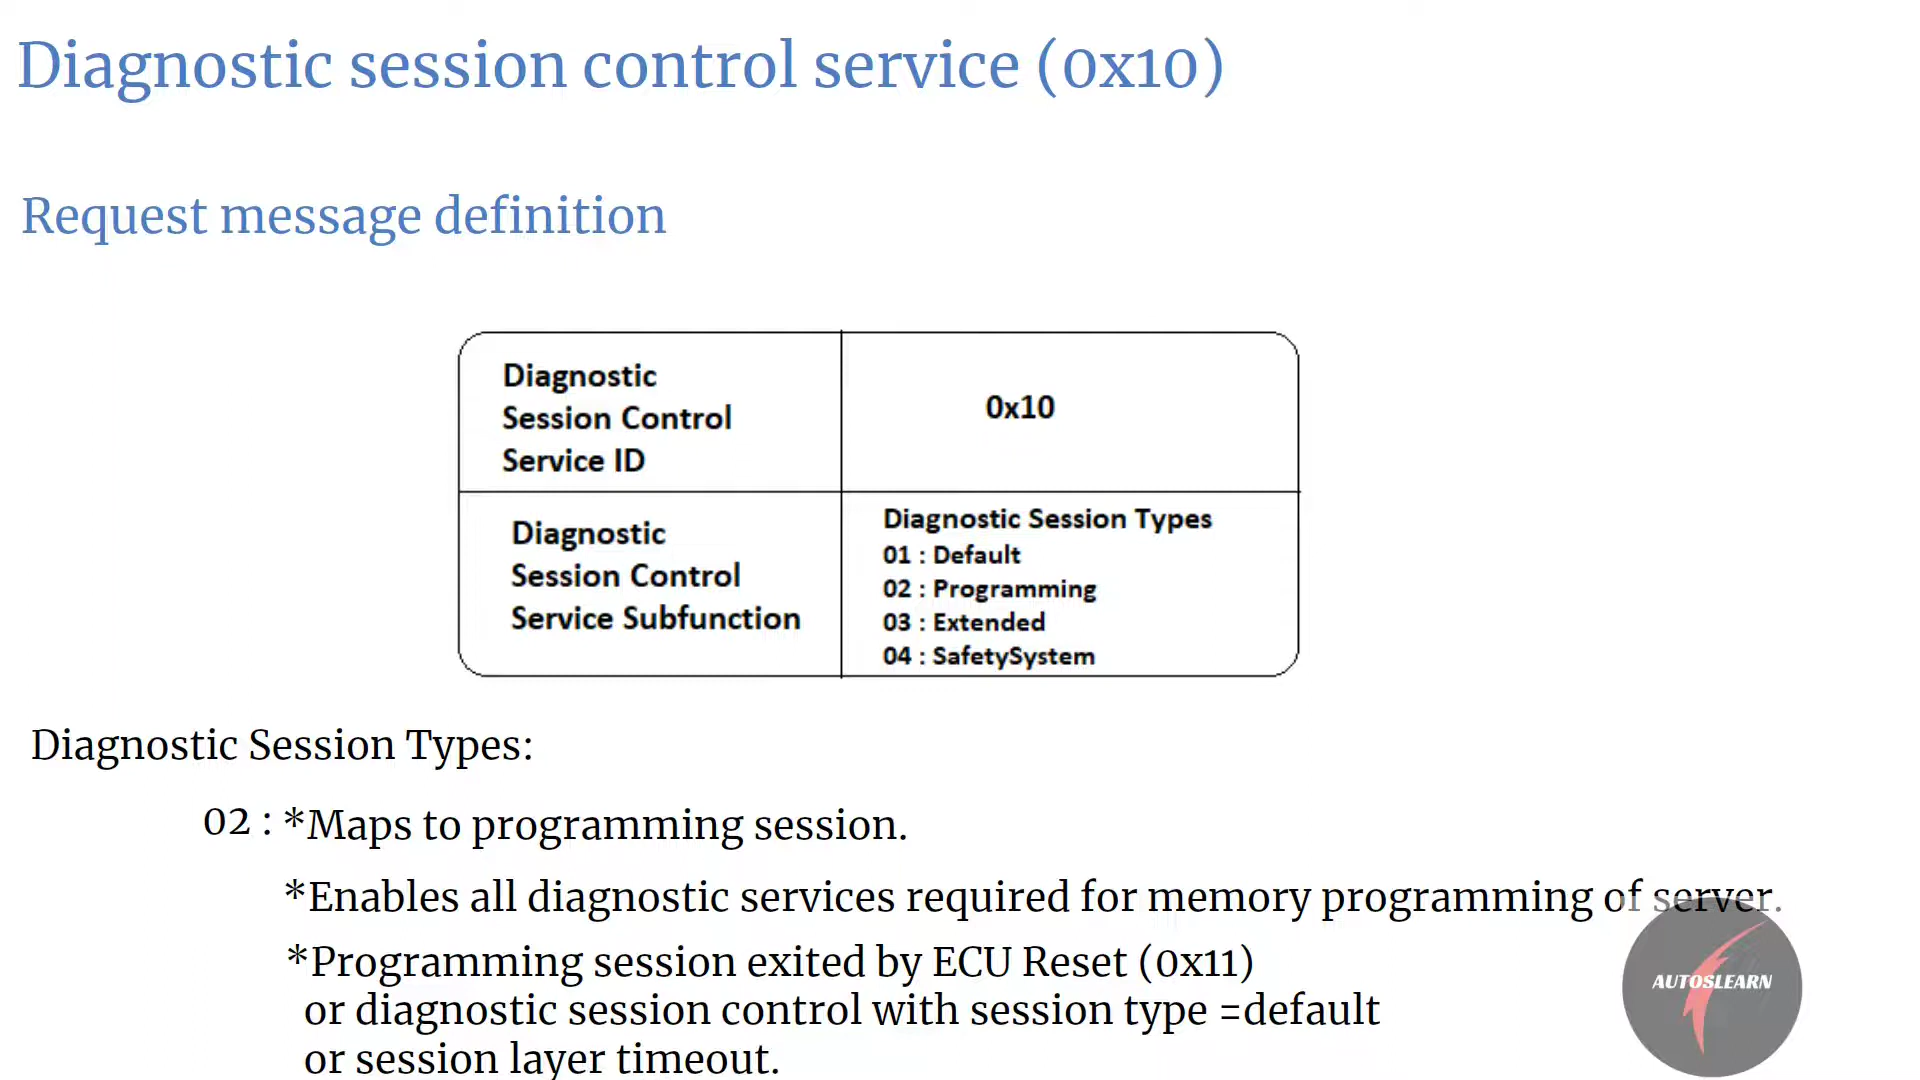 Diagnostic session control service (0x10)
Request message definition
Diagnostic
Session Control
Service ID
0x10
Diagnostic
Session Control
Service Subfunction
Diagnostic Session Types
01 : Default
02 : Programming
03 : Extended
04 : SafetySystem
Diagnostic Session Types:
02 : *Maps to programming session.
*Enables all diagnostic services required for memory programming of server.
*Programming session exited by ECU Reset (0x11)
or diagnostic session control with session type =default
or session layer timeout.
AUTOSLEARN